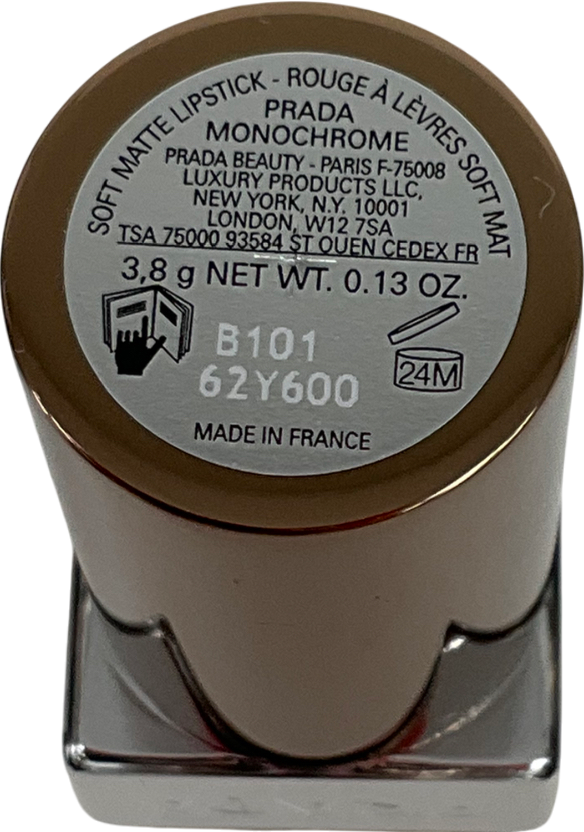 SOFT MATTE LIPSTICK - ROUGE À LÈVRES SOFT MAT
PRADA
MONOCHROME
PRADA BEAUTY - PARIS F-75008
LUXURY PRODUCTS LLC,
NEW YORK, N.Y. 10001
LONDON, W12 7SA
TSA 75000 93584 ST OUEN CEDEX FR
3,8 g NET WT. 0.13 OZ.
B101
62Y600
24M
MADE IN FRANCE